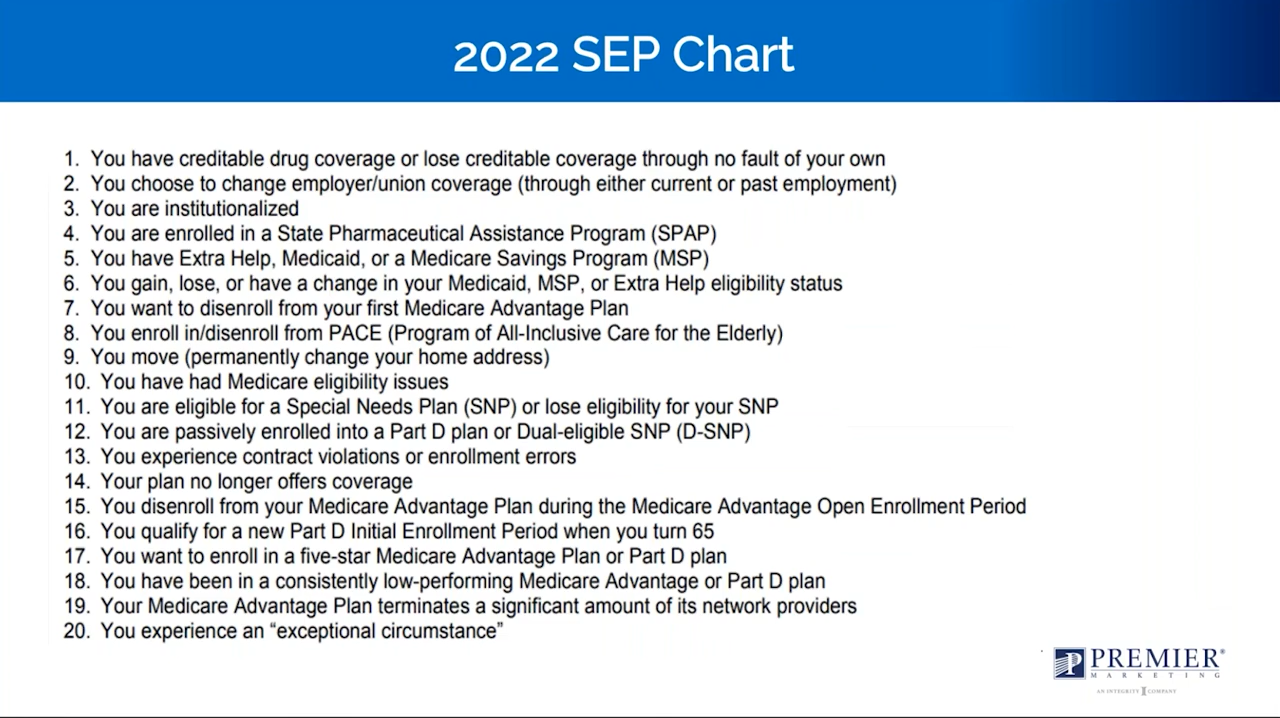 2022 SEP Chart
1. You have creditable drug coverage or lose creditable coverage through no fault of your own
2. You choose to change employer/union coverage (through either current or past employment)
3. You are institutionalized
4. You are enrolled in a State Pharmaceutical Assistance Program (SPAP)
5. You have Extra Help, Medicaid, or a Medicare Savings Program (MSP)
6. You gain, lose, or have a change in your Medicaid, MSP, or Extra Help eligibility status
7. You want to disenroll from your first Medicare Advantage Plan
8. You enroll in/disenroll from PACE (Program of All-Inclusive Care for the Elderly)
9. You move (permanently change your home address)
10. You have had Medicare eligibility issues
11. You are eligible for a Special Needs Plan (SNP) or lose eligibility for your SNP
12. You are passively enrolled into a Part D plan or Dual-eligible SNP (D-SNP)
13. You experience contract violations or enrollment errors
14. Your plan no longer offers coverage
15. You disenroll from your Medicare Advantage Plan during the Medicare Advantage Open Enrollment Period
16. You qualify for a new Part D Initial Enrollment Period when you turn 65
17. You want to enroll in a five-star Medicare Advantage Plan or Part D plan
18. You have been in a consistently low-performing Medicare Advantage or Part D plan
19. Your Medicare Advantage Plan terminates a significant amount of its network providers
20. You experience an “exceptional circumstance”
PREMIER®
MARKETING
AN INTEGRITY COMPANY